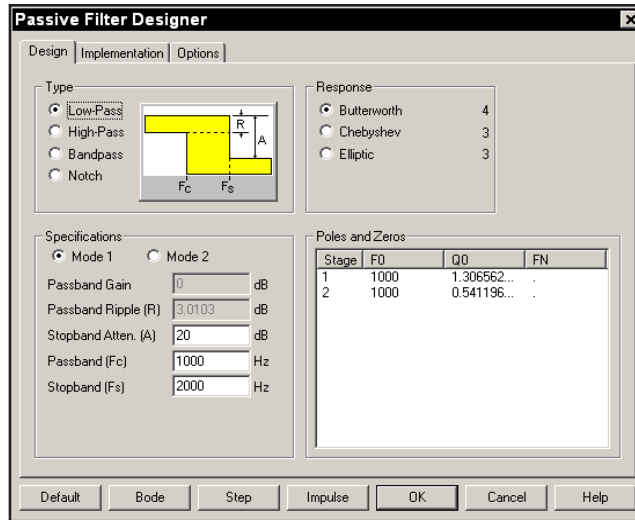 Passive Filter Designer
Design Implementation Options
Type
Low-Pass
High-Pass
Bandpass
Notch
R
A
Fc Fs
Response
Butterworth 4
Chebyshev 3
Elliptic 3
Specifications
Mode 1 Mode 2
Passband Gain 0 dB
Passband Ripple (R) 3.0103 dB
Stopband Atten. (A) 20 dB
Passband (Fc) 1000 Hz
Stopband (Fs) 2000 Hz
Poles and Zeros
Stage F0 Q0 FN
1 1000 1.306562... .
2 1000 0.541196... .
Default Bode Step Impulse OK Cancel Help